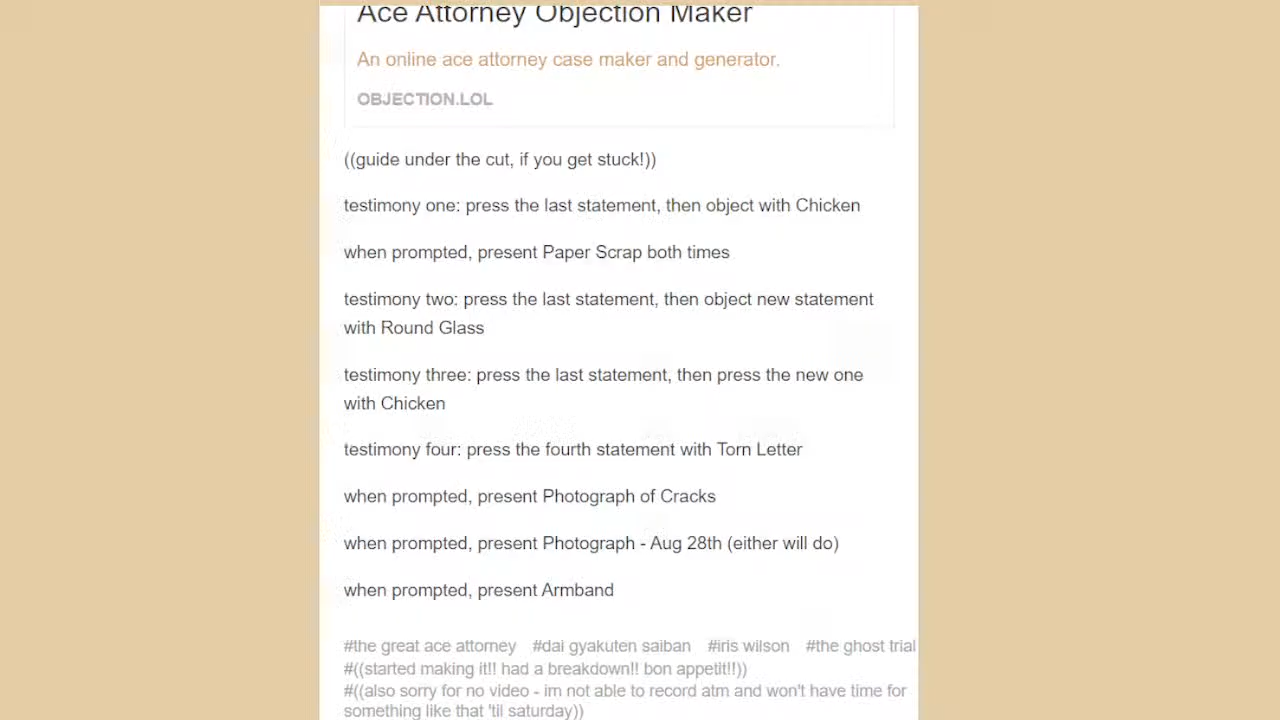 Ace Attorney Objection Maker
An online ace attorney case maker and generator.
OBJECTION.LOL
((guide under the cut, if you get stuck!))
testimony one: press the last statement, then object with Chicken
when prompted, present Paper Scrap both times
testimony two: press the last statement, then object new statement
with Round Glass
testimony three: press the last statement, then press the new one
with Chicken
testimony four: press the fourth statement with Torn Letter
when prompted, present Photograph of Cracks
when prompted, present Photograph - Aug 28th (either will do)
when prompted, present Armband
#the great ace attorney #dai gyakuten saiban #iris wilson #the ghost trial
#((started making it!! had a breakdown!! bon appetit!!))
#((also sorry for no video - im not able to record atm and won't have time for
something like that 'til saturday))